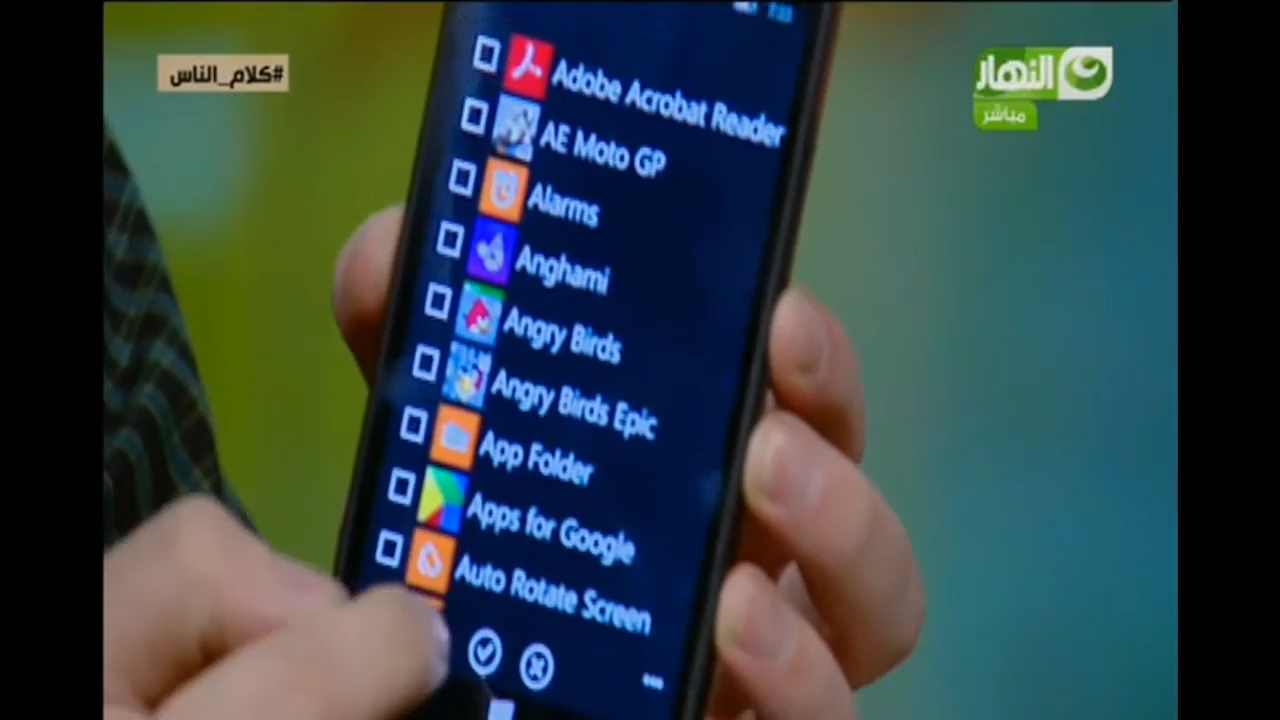 #كلام_الناس
النهار
مباشر
Adobe Acrobat Reader
AE Moto GP
Alarms
Anghami
Angry Birds
Angry Birds Epic
App Folder
Apps for Google
Auto Rotate Screen